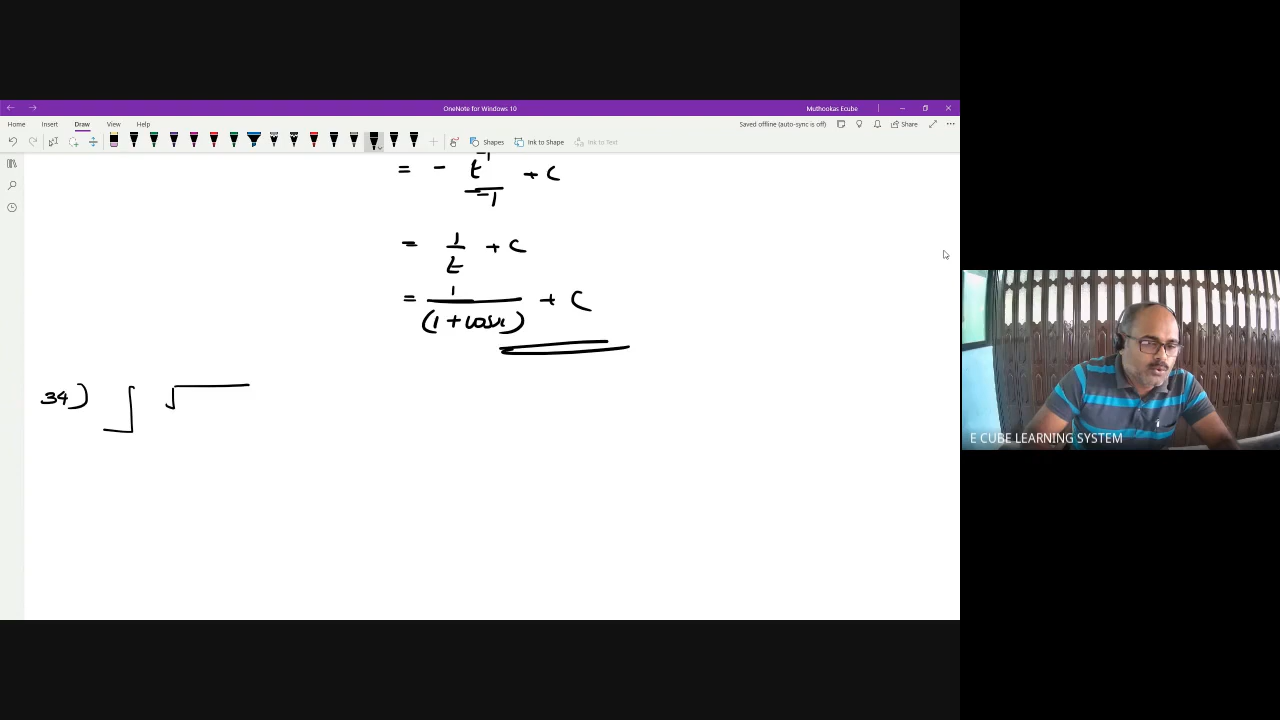 OneNote for Windows 10
Muthookas Ecube
Home Insert Draw View Help
Saved offline (auto-sync is off) Share
Shapes Ink to Shape Ink to Text
= - t^-1/-1 + C
= 1/t + C
= 1/(1 + cosx) + C
34) ∫ √
E CUBE LEARNING SYSTEM